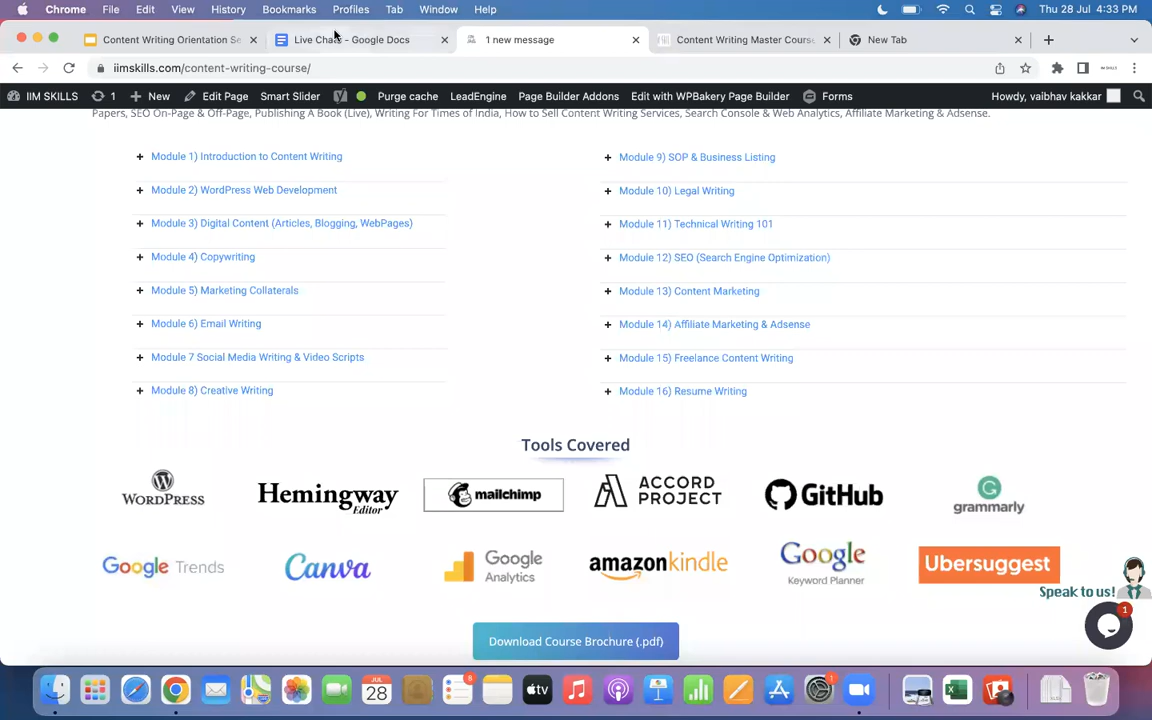 Chrome File Edit View History Bookmarks Profiles Tab Window Help Thu 28 Jul 4:33 PM
Content Writing Orientation Se Live Chats - Google Docs 1 new message Content Writing Master Course New Tab
iimskills.com/content-writing-course/
IIM SKILLS 1 New Edit Page Smart Slider Purge cache LeadEngine Page Builder Addons Edit with WPBakery Page Builder Forms Howdy, vaibhav kakkar
Papers, SEO On-Page & Off-Page, Publishing A Book (Live), Writing For Times of India, How to Sell Content Writing Services, Search Console & Web Analytics, Affiliate Marketing & Adsense.
+ Module 1) Introduction to Content Writing
+ Module 2) WordPress Web Development
+ Module 3) Digital Content (Articles, Blogging, WebPages)
+ Module 4) Copywriting
+ Module 5) Marketing Collaterals
+ Module 6) Email Writing
+ Module 7 Social Media Writing & Video Scripts
+ Module 8) Creative Writing
+ Module 9) SOP & Business Listing
+ Module 10) Legal Writing
+ Module 11) Technical Writing 101
+ Module 12) SEO (Search Engine Optimization)
+ Module 13) Content Marketing
+ Module 14) Affiliate Marketing & Adsense
+ Module 15) Freelance Content Writing
+ Module 16) Resume Writing
Tools Covered
WORDPRESS
Hemingway
Editor
mailchimp
ACCORD
PROJECT
GitHub
grammarly
Google Trends
Canva
Google
Analytics
amazonkindle
Google
Keyword Planner
Ubersuggest
Speak to us!
1
Download Course Brochure (.pdf)
JUL
28
8
tv
1